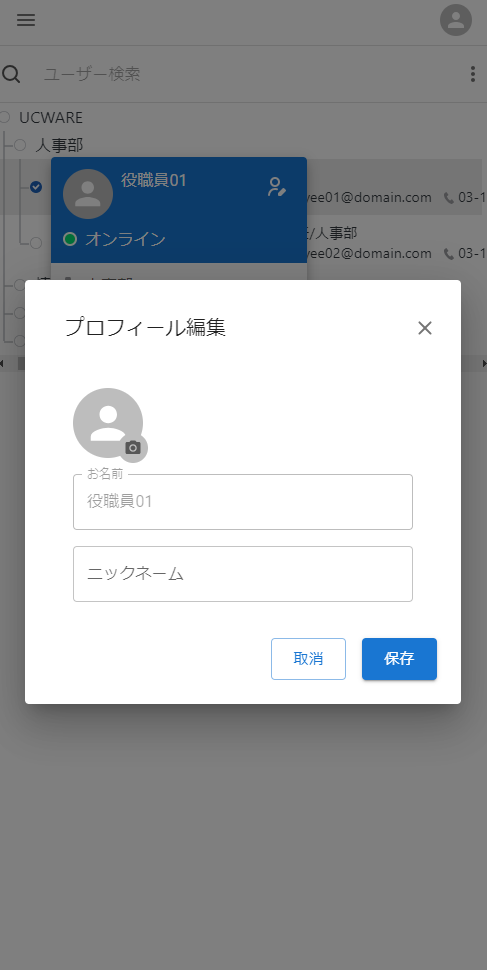 ユーザー検索
UCWARE
人事部
役職員01
yee01@domain.com 03-1
オンライン
/人事部
yee02@domain.com 03-1
人事部
プロフィール編集
お名前
役職員01
ニックネーム
取消
保存